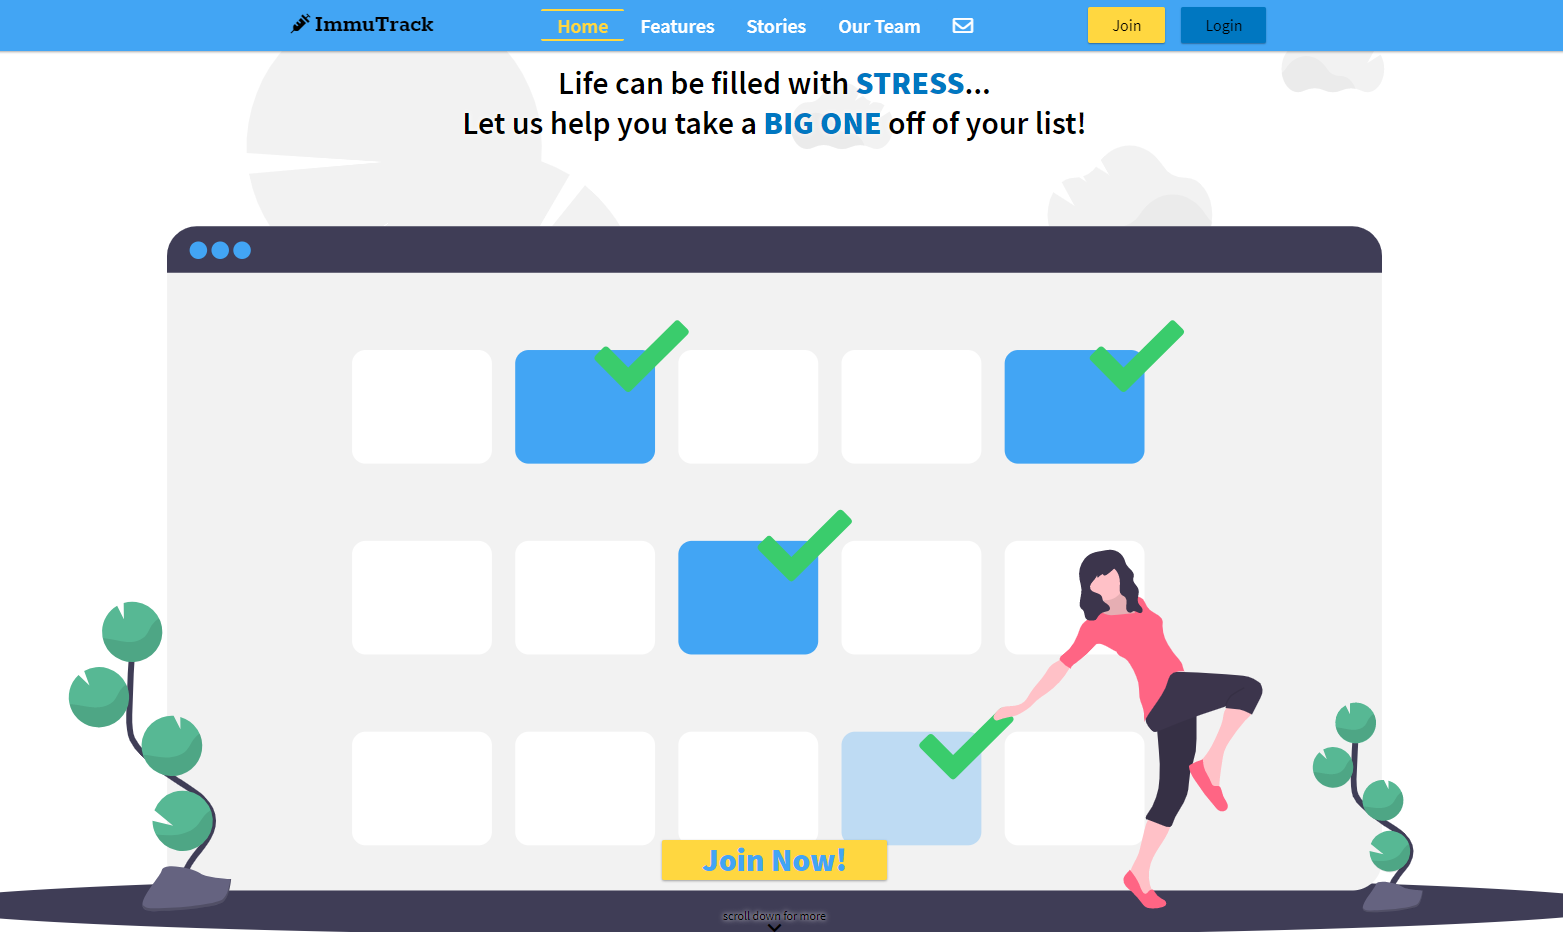 ImmuTrack
Home Features Stories Our Team
Join Login
Life can be filled with STRESS...
Let us help you take a BIG ONE off of your list!
Join Now!
scroll down for more